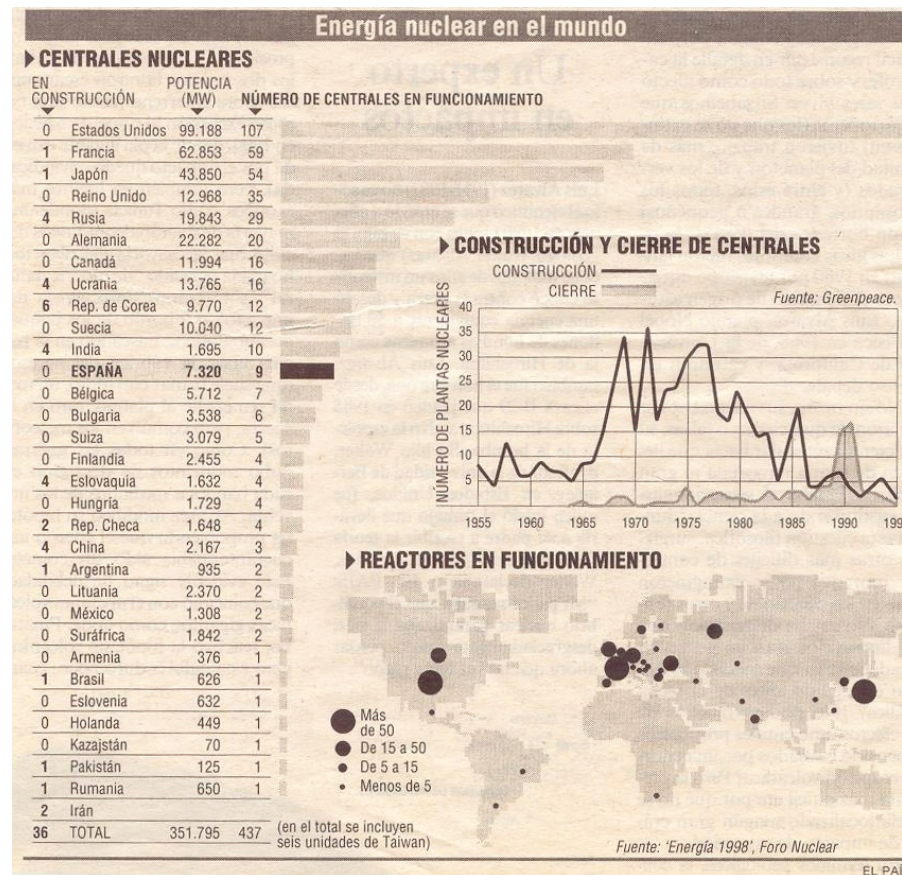 Energía nuclear en el mundo
CENTRALES NUCLEARES
EN CONSTRUCCIÓN POTENCIA (MW) NÚMERO DE CENTRALES EN FUNCIONAMIENTO
0 Estados Unidos 99.188 107
1 Francia 62.853 59
1 Japón 43.850 54
0 Reino Unido 12.968 35
4 Rusia 19.843 29
0 Alemania 22.282 20
0 Canadá 11.994 16
4 Ucrania 13.765 16
6 Rep. de Corea 9.770 12
0 Suecia 10.040 12
4 India 1.695 10
0 ESPAÑA 7.320 9
0 Bélgica 5.712 7
0 Bulgaria 3.538 6
0 Suiza 3.079 5
0 Finlandia 2.455 4
4 Eslovaquia 1.632 4
0 Hungría 1.729 4
2 Rep. Checa 1.648 4
4 China 2.167 3
1 Argentina 935 2
0 Lituania 2.370 2
0 México 1.308 2
0 Suráfrica 1.842 2
0 Armenia 376 1
1 Brasil 626 1
0 Eslovenia 632 1
0 Holanda 449 1
0 Kazajstán 70 1
1 Pakistán 125 1
1 Rumania 650 1
2 Irán
36 TOTAL 351.795 437 (en el total se incluyen
seis unidades de Taiwan)
CONSTRUCCIÓN Y CIERRE DE CENTRALES
CONSTRUCCIÓN
CIERRE
Fuente: Greenpeace.
NÚMERO DE PLANTAS NUCLEARES
40
35
30
25
20
15
10
5
1955 1960 1965 1970 1975 1980 1985 1990 199
REACTORES EN FUNCIONAMIENTO
Más
de 50
De 15 a 50
De 5 a 15
Menos de 5
Fuente: 'Energía 1998', Foro Nuclear
EL PAÍ